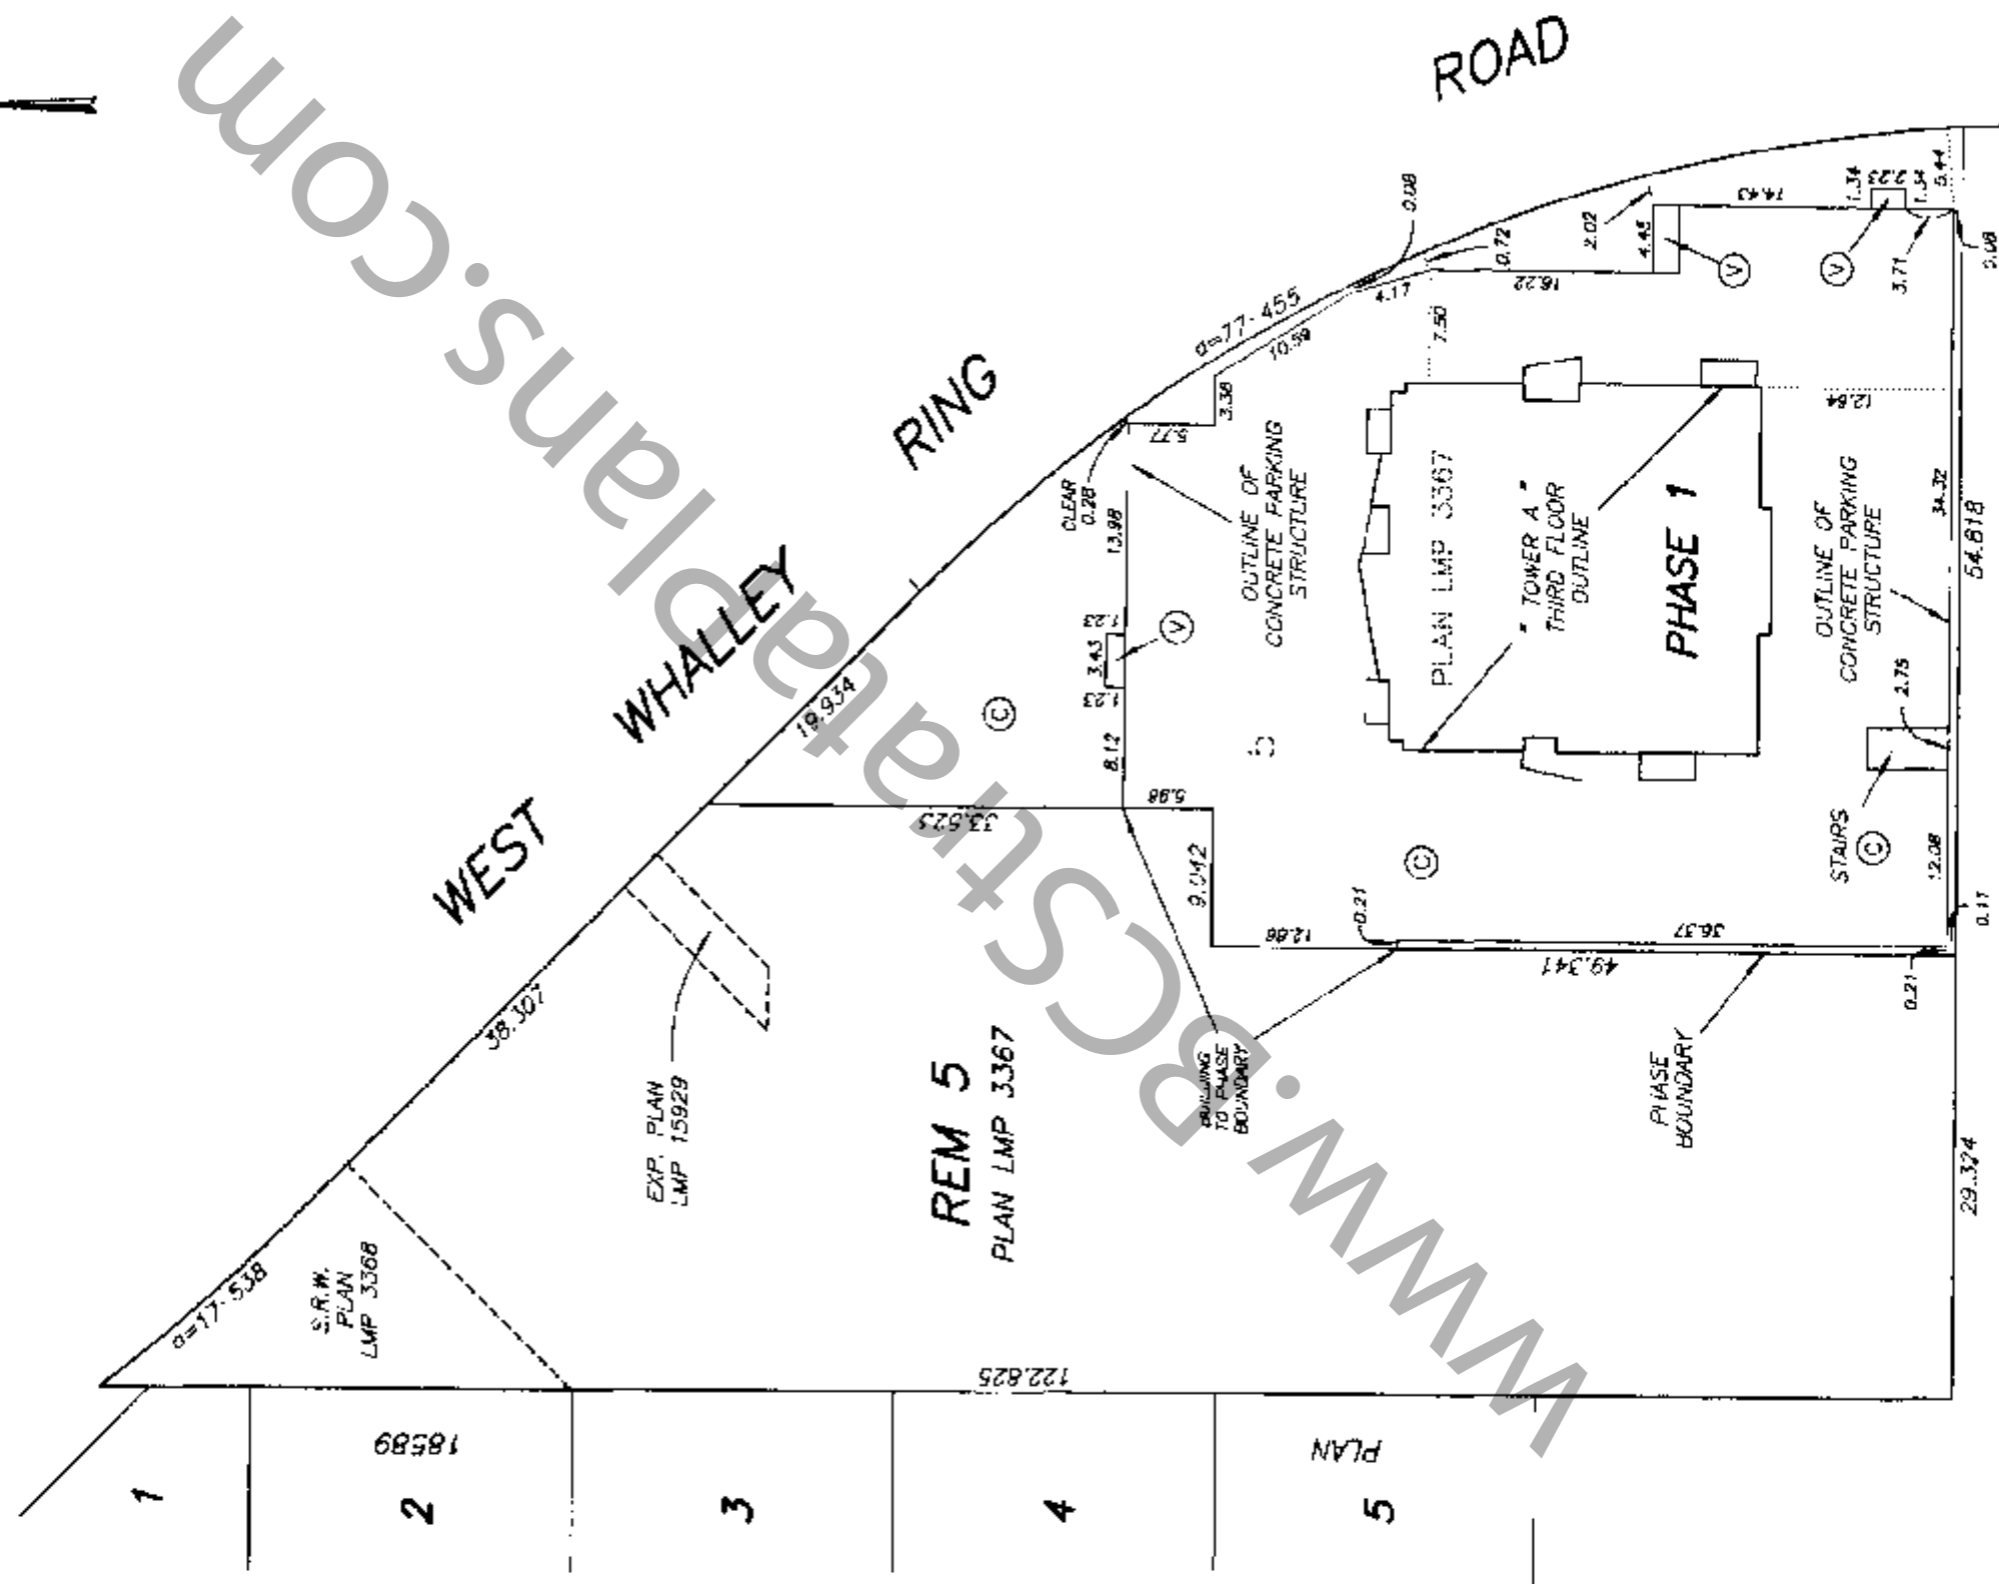 WEST
WHALLEY
RING
ROAD
a=17.538
38.307
19.934
a=77.455
S.R.W.
PLAN
LMP 3368
EXP. PLAN
LMP 15929
REM 5
PLAN LMP 3367
122.825
1
2
3
4
5
18589
PLAN
33.623
5.98
9.042
12.66
0.21
36.37
49.341
0.21
0.11
29.324
54.818
BUILDING
TO PHASE
BOUNDARY
PHASE
BOUNDARY
8.12
1.23
3.43
1.23
13.98
CLEAR
0.28
5.77
3.38
10.59
4.17
0.08
0.72
7.50
16.22
2.02
4.45
14.43
1.34
2.23
1.34
5.44
3.71
0.08
12.64
34.32
2.75
12.08
V
V
V
C
C
C
C
OUTLINE OF
CONCRETE PARKING
STRUCTURE
PLAN LMP 3367
" TOWER A "
THIRD FLOOR
OUTLINE
PHASE 1
OUTLINE OF
CONCRETE PARKING
STRUCTURE
STAIRS
www.BCStrataPlans.com